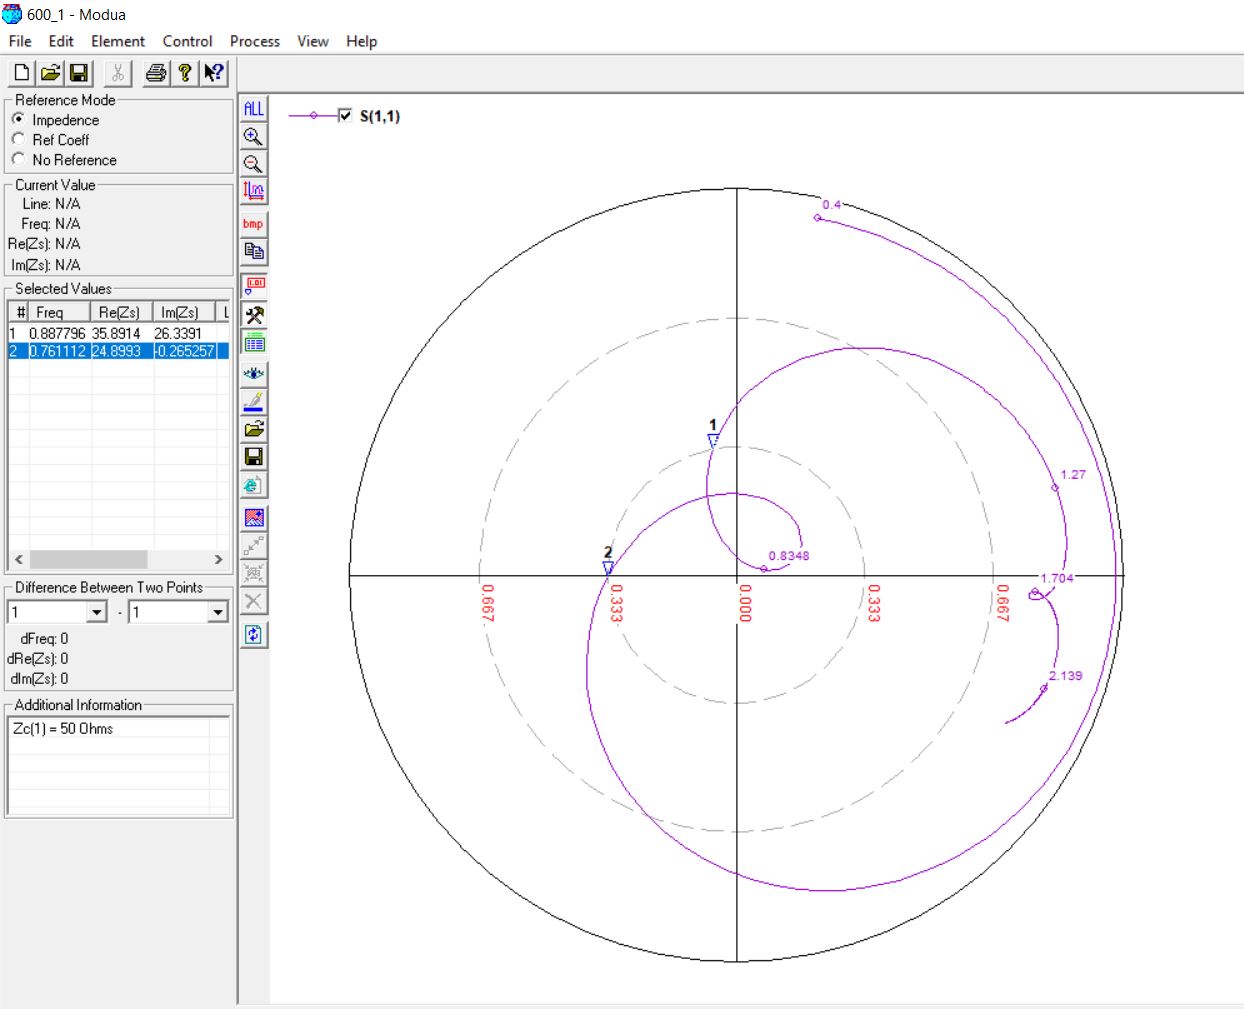 600_1 - Modua
File Edit Element Control Process View Help
Reference Mode
Impedence
Ref Coeff
No Reference
Current Value
Line: N/A
Freq: N/A
Re(Zs): N/A
Im(Zs): N/A
Selected Values
# Freq Re(Zs) Im(Zs) L
1 0.887796 35.8914 26.3391
2 0.761112 24.8993 -0.265257
Difference Between Two Points
1 - 1
dFreq: 0
dRe(Zs): 0
dIm(Zs): 0
Additional Information
Zc(1) = 50 Ohms
ALL
bmp
1.01
S(1,1)
0.4
1
1.27
2
0.8348
1.704
0.667 0.333 0.000 0.333 0.667
2.139